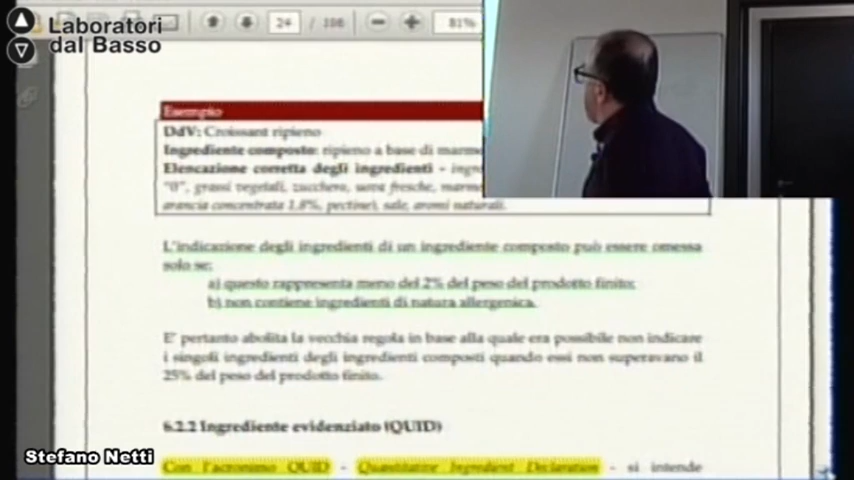 Laboratori
dal Basso
24 / 106
81%
Esempio
DdV: Croissant ripieno
Ingrediente composto: ripieno a base di
Elencazione corretta degli ingredienti -
"0", grassi vegetali, zucchero, uova fresche,
arancia concentrata 1,8%, pectine), sale, aromi naturali.
L'indicazione degli ingredienti di un ingrediente composto può essere omessa
solo se:
a) questo rappresenta meno del 2% del peso del prodotto finito;
b) non contiene ingredienti di natura allergenica.
E' pertanto abolita la vecchia regola in base alla quale era possibile non indicare
i singoli ingredienti degli ingredienti composti quando essi non superavano il
25% del peso del prodotto finito.
6.2.2 Ingrediente evidenziato (QUID)
Con l'acronimo QUID - Quantitative Ingredient Declaration - si intende
Stefano Netti